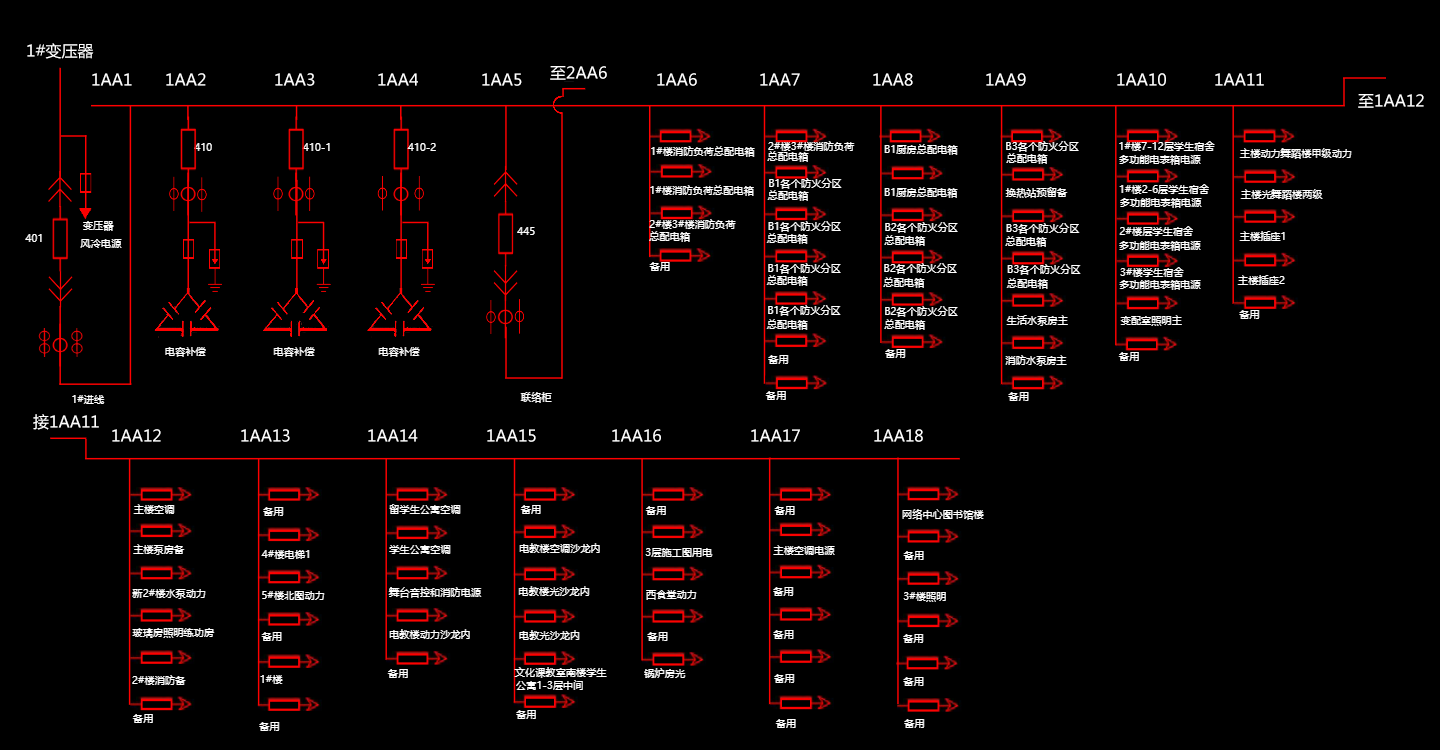 1#变压器
1AA1
1AA2
1AA3
1AA4
1AA5
至2AA6
1AA6
1AA7
1AA8
1AA9
1AA10
1AA11
至1AA12
401
变压器
风冷电源
1#进线
410
电容补偿
410-1
电容补偿
410-2
电容补偿
445
联络柜
1#楼消防负荷总配电箱
1#楼消防负荷总配电箱
2#楼3#楼消防负荷
总配电箱
备用
2#楼3#楼消防负荷
总配电箱
B1各个防火分区
总配电箱
B1各个防火分区
总配电箱
B1各个防火分区
总配电箱
B1各个防火分区
总配电箱
备用
备用
B1厨房总配电箱
B1厨房总配电箱
B2各个防火分区
总配电箱
B2各个防火分区
总配电箱
B2各个防火分区
总配电箱
备用
B3各个防火分区
总配电箱
换热站预留备
B3各个防火分区
总配电箱
B3各个防火分区
总配电箱
生活水泵房主
消防水泵房主
备用
1#楼7-12层学生宿舍
多功能电表箱电源
1#楼2-6层学生宿舍
多功能电表箱电源
2#楼层学生宿舍
多功能电表箱电源
3#楼学生宿舍
多功能电表箱电源
变配室照明主
备用
主楼动力舞蹈楼甲级动力
主楼光舞蹈楼两级
主楼插座1
主楼插座2
备用
接1AA11
1AA12
1AA13
1AA14
1AA15
1AA16
1AA17
1AA18
主楼空调
主楼泵房备
新2#楼水泵动力
玻璃房照明练功房
2#楼消防备
备用
备用
4#楼电梯1
5#楼北图动力
备用
1#楼
备用
留学生公寓空调
学生公寓空调
舞台音控和消防电源
电教楼动力沙龙内
备用
备用
电教楼空调沙龙内
电教楼光沙龙内
电教光沙龙内
文化课教室南楼学生
公寓1-3层中间
备用
备用
3层施工图用电
西食堂动力
备用
锅炉房光
备用
主楼空调电源
备用
备用
备用
备用
网络中心图书馆楼
备用
3#楼照明
备用
备用
备用